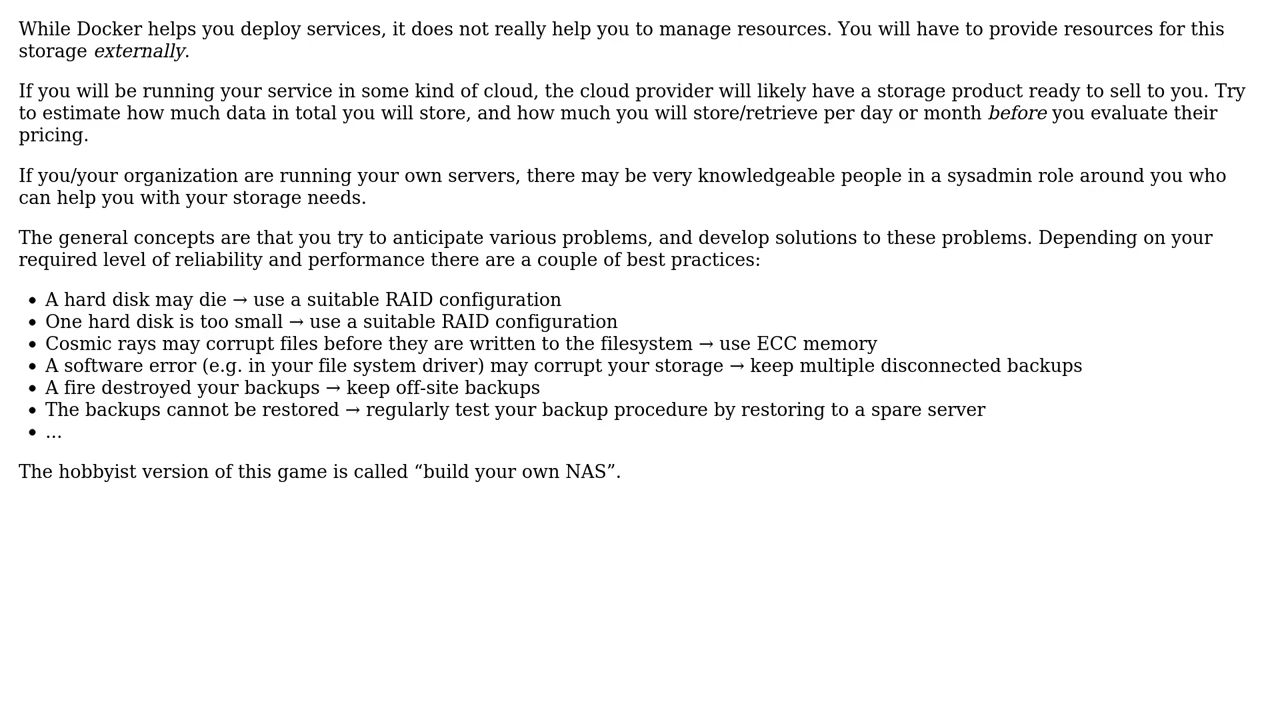 While Docker helps you deploy services, it does not really help you to manage resources. You will have to provide resources for this
storage externally.
If you will be running your service in some kind of cloud, the cloud provider will likely have a storage product ready to sell to you. Try
to estimate how much data in total you will store, and how much you will store/retrieve per day or month before you evaluate their
pricing.
If you/your organization are running your own servers, there may be very knowledgeable people in a sysadmin role around you who
can help you with your storage needs.
The general concepts are that you try to anticipate various problems, and develop solutions to these problems. Depending on your
required level of reliability and performance there are a couple of best practices:
• A hard disk may die → use a suitable RAID configuration
• One hard disk is too small → use a suitable RAID configuration
• Cosmic rays may corrupt files before they are written to the filesystem → use ECC memory
• A software error (e.g. in your file system driver) may corrupt your storage → keep multiple disconnected backups
• A fire destroyed your backups → keep off-site backups
• The backups cannot be restored → regularly test your backup procedure by restoring to a spare server
• ...
The hobbyist version of this game is called “build your own NAS”.